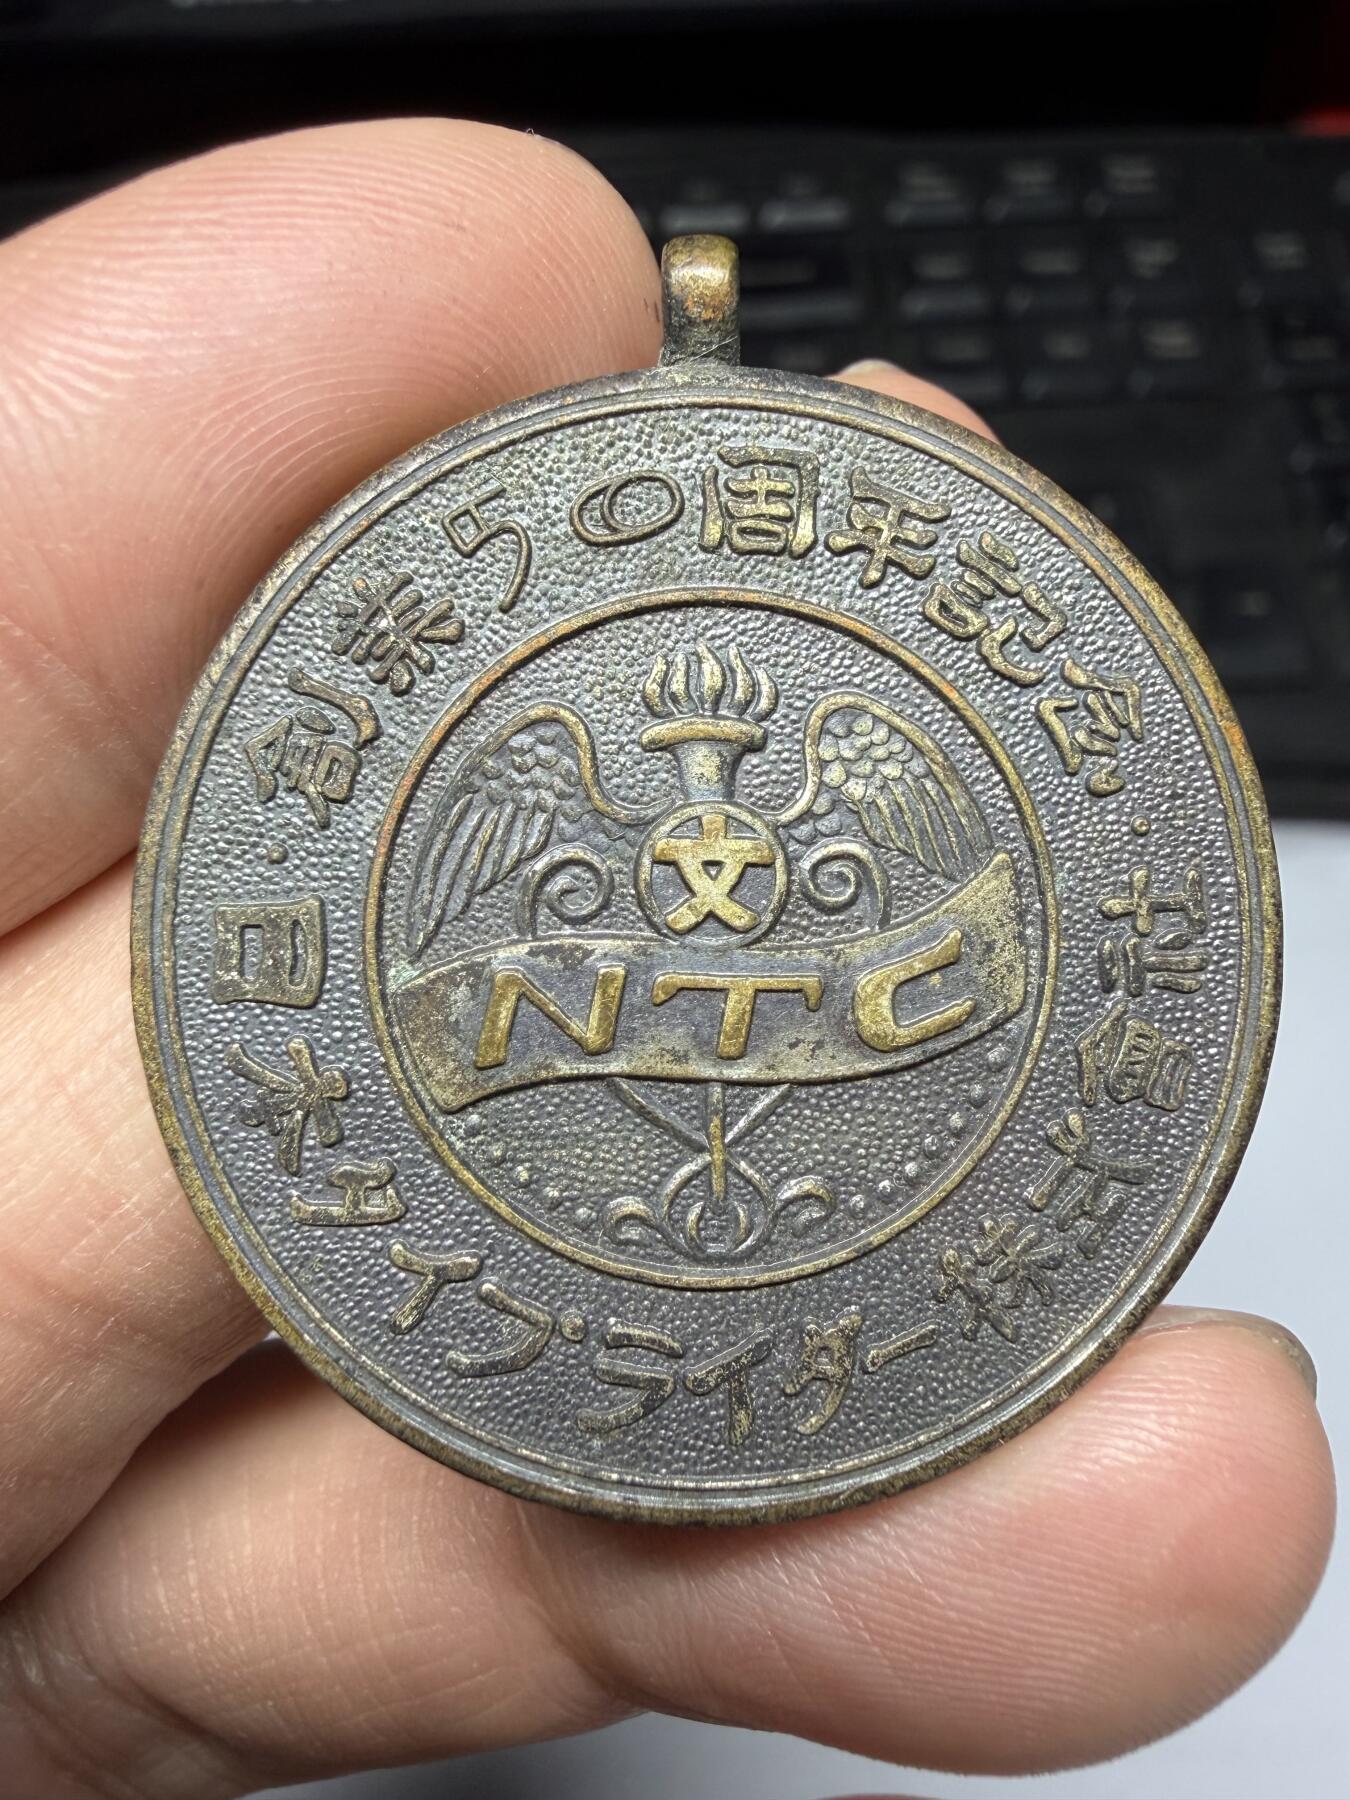 創業50周年記念
文
NTC
日本タイプライター株式會社